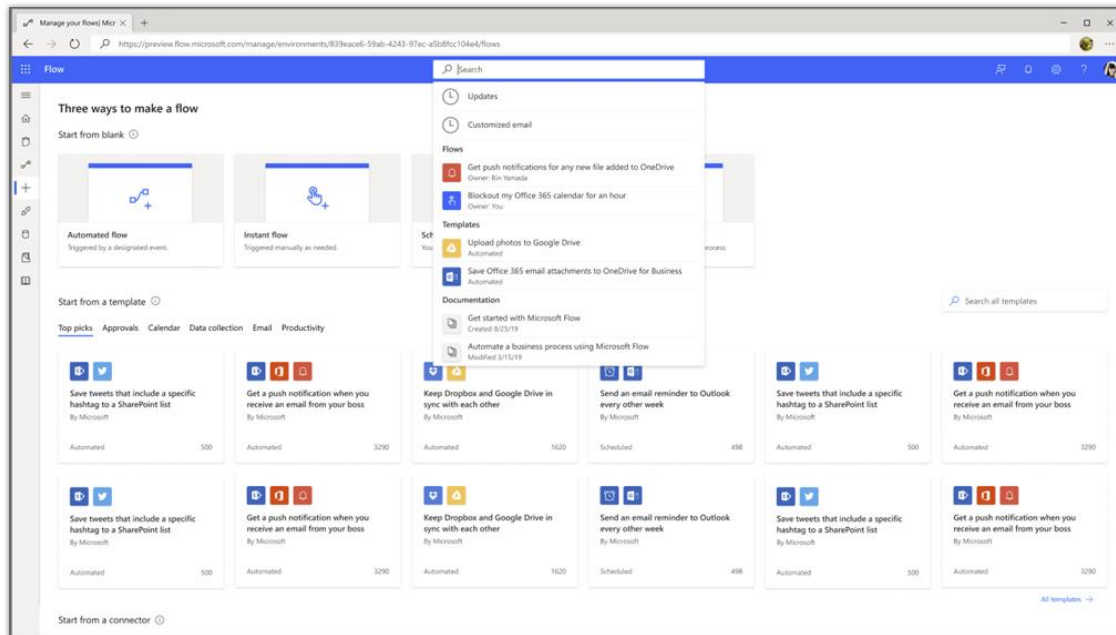 Manage your flows| Micr
https://preview.flow.microsoft.com/manage/environments/839eace6-59ab-4243-97ec-a5b8fcc104e4/flows
Flow
Search
Updates
Customized email
Flows
Get push notifications for any new file added to OneDrive
Owner: Rin Yamada
Blockout my Office 365 calendar for an hour
Owner: You
Templates
Upload photos to Google Drive
Automated
Save Office 365 email attachments to OneDrive for Business
Automated
Documentation
Get started with Microsoft Flow
Created 8/25/19
Automate a business process using Microsoft Flow
Modified 3/15/19
Three ways to make a flow
Start from blank
Automated flow
Triggered by a designated event.
Instant flow
Triggered manually as needed.
Start from a template
Search all templates
Top picks Approvals Calendar Data collection Email Productivity
Save tweets that include a specific
hashtag to a SharePoint list
By Microsoft
Automated 500
Get a push notification when you
receive an email from your boss
By Microsoft
Automated 3290
Keep Dropbox and Google Drive in
sync with each other
By Microsoft
Automated 1620
Send an email reminder to Outlook
every other week
By Microsoft
Scheduled 498
Save tweets that include a specific
hashtag to a SharePoint list
By Microsoft
Automated 500
Get a push notification when you
receive an email from your boss
By Microsoft
Automated 3290
Save tweets that include a specific
hashtag to a SharePoint list
By Microsoft
Automated 500
Get a push notification when you
receive an email from your boss
By Microsoft
Automated 3290
Keep Dropbox and Google Drive in
sync with each other
By Microsoft
Automated 1620
Send an email reminder to Outlook
every other week
By Microsoft
Scheduled 498
Save tweets that include a specific
hashtag to a SharePoint list
By Microsoft
Automated 500
Get a push notification when you
receive an email from your boss
By Microsoft
Automated 3290
All templates
Start from a connector